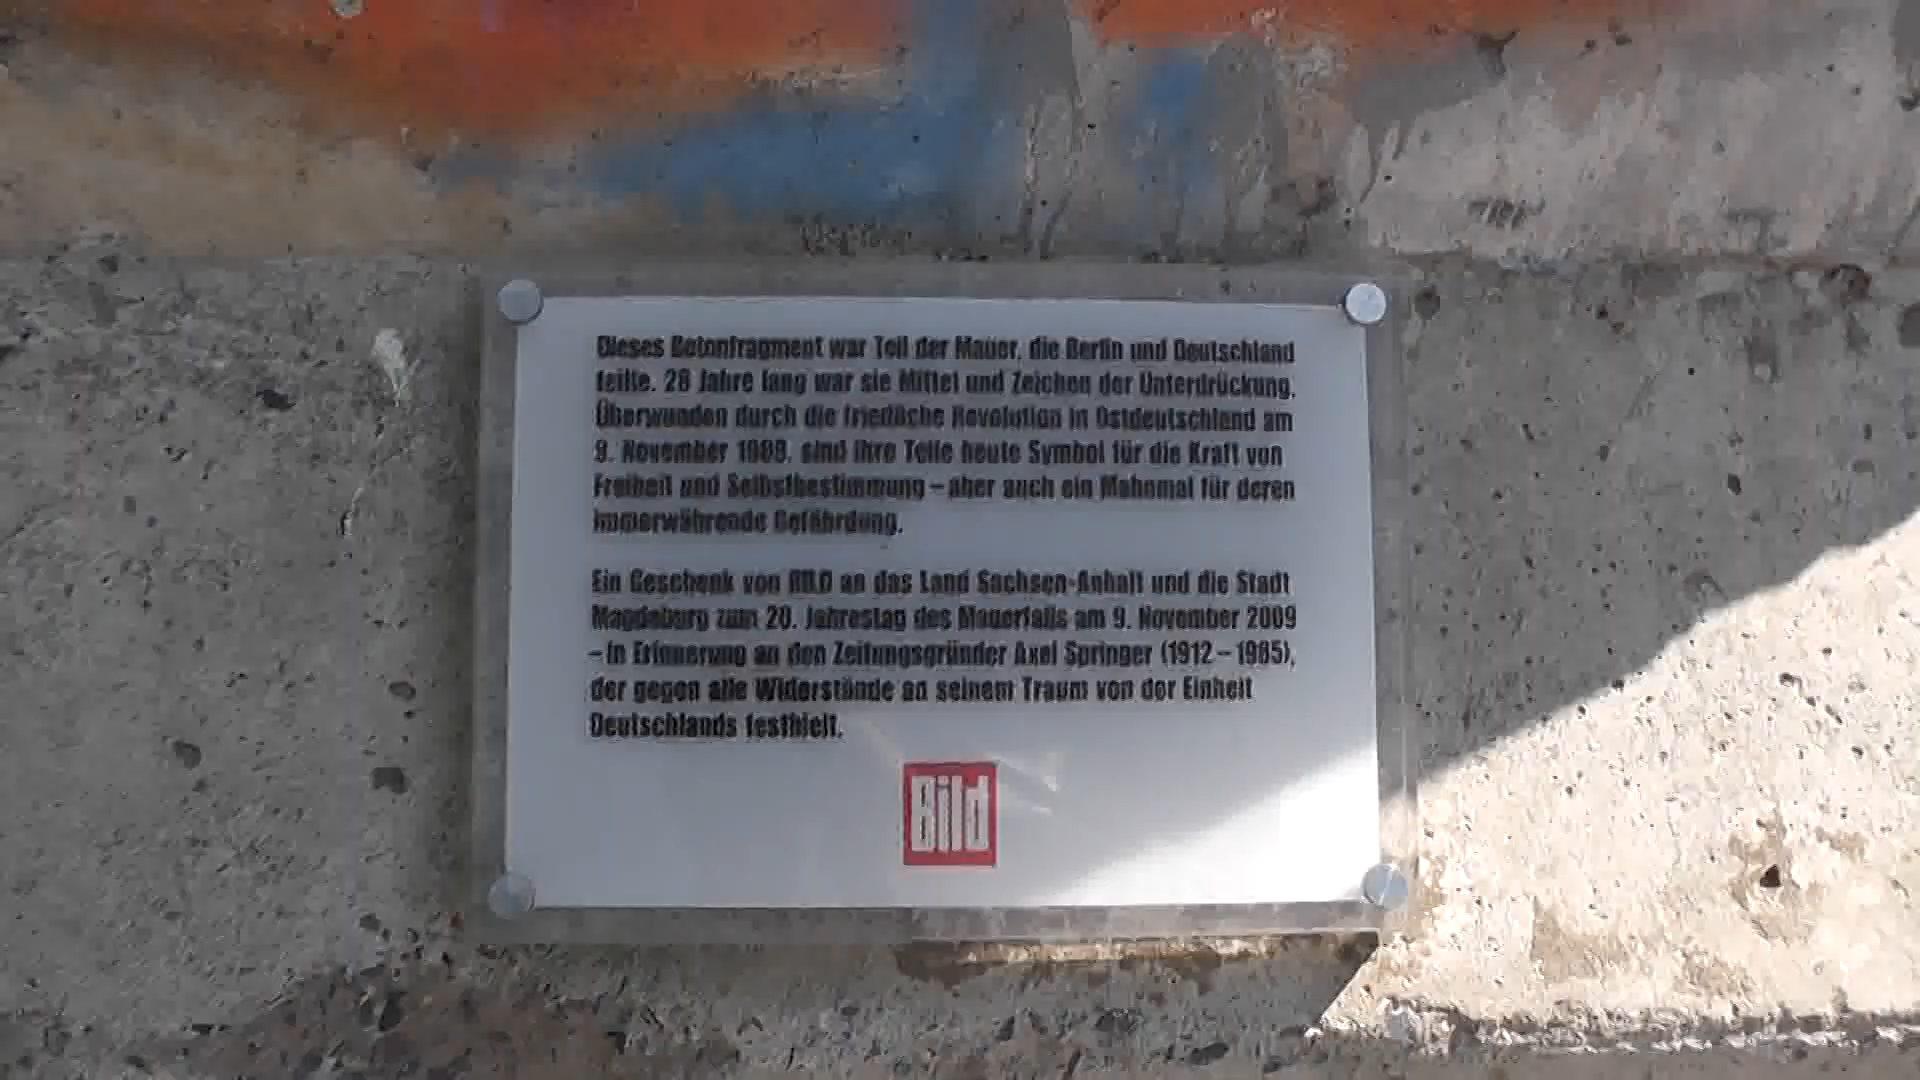 Dieses Betonfragment war Teil der Mauer, die Berlin und Deutschland
teilte. 28 Jahre lang war sie Mittel und Zeichen der Unterdrückung.
Überwunden durch die friedliche Revolution in Ostdeutschland am
9. November 1989, sind ihre Teile heute Symbol für die Kraft von
Freiheit und Selbstbestimmung – aber auch ein Mahnmal für deren
immerwährende Gefährdung.
Ein Geschenk von BILD an das Land Sachsen-Anhalt und die Stadt
Magdeburg zum 20. Jahrestag des Mauerfalls am 9. November 2009
– in Erinnerung an den Zeitungsgründer Axel Springer (1912 – 1985),
der gegen alle Widerstände an seinem Traum von der Einheit
Deutschlands festhielt.
Bild